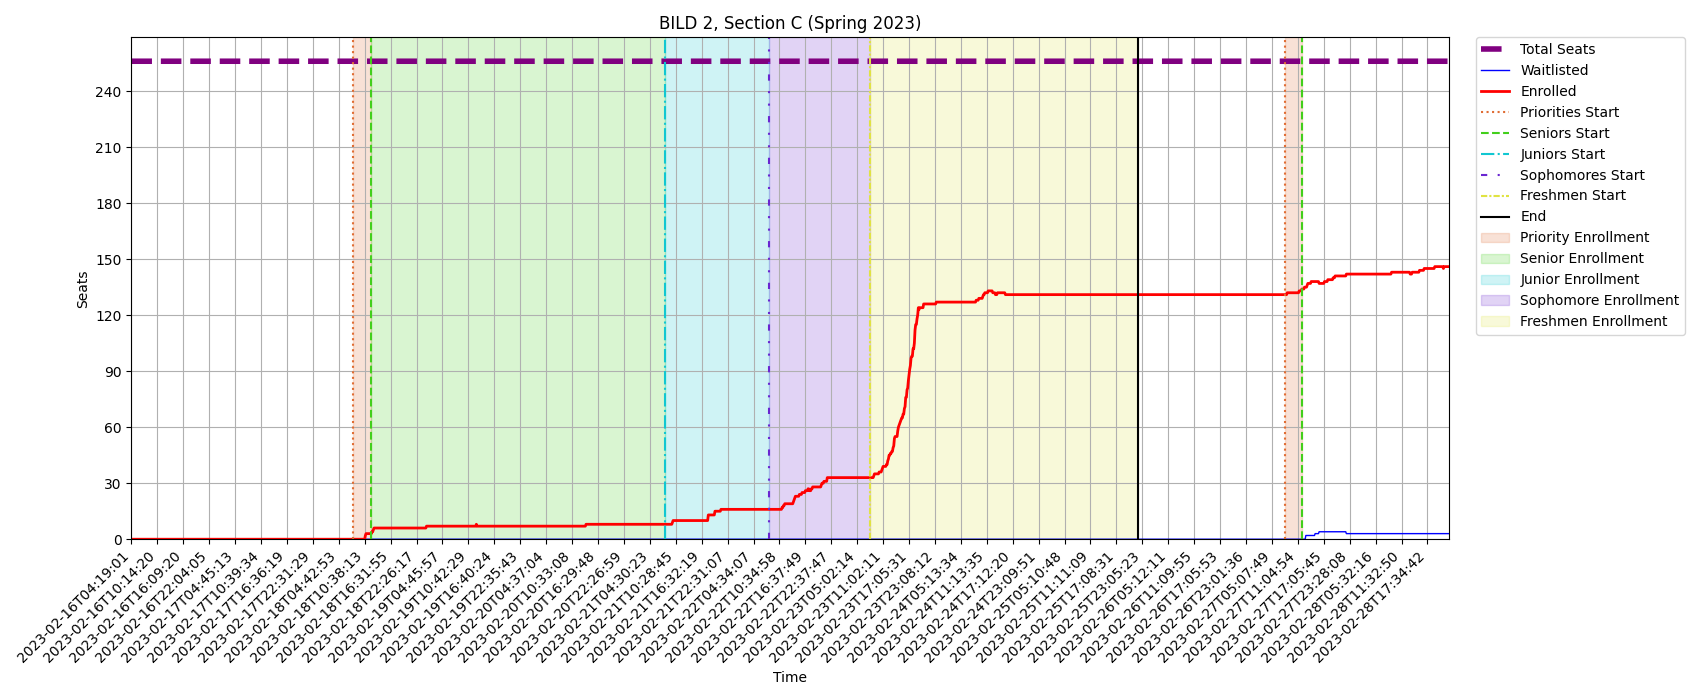 BILD 2, Section C (Spring 2023)
Seats
240
210
180
150
120
90
60
30
0
2023-02-16T04:19:01
2023-02-16T10:14:20
2023-02-16T16:09:20
2023-02-16T22:04:05
2023-02-17T04:45:13
2023-02-17T10:39:34
2023-02-17T16:36:19
2023-02-17T22:31:29
2023-02-18T04:42:53
2023-02-18T10:38:13
2023-02-18T16:31:55
2023-02-18T22:26:17
2023-02-19T04:45:57
2023-02-19T10:42:29
2023-02-19T16:40:24
2023-02-19T22:35:43
2023-02-20T04:37:04
2023-02-20T10:33:08
2023-02-20T16:29:48
2023-02-20T22:26:59
2023-02-21T04:30:23
2023-02-21T10:28:45
2023-02-21T16:32:19
2023-02-21T22:31:07
2023-02-22T04:34:07
2023-02-22T10:34:58
2023-02-22T16:37:49
2023-02-22T22:37:47
2023-02-23T05:02:14
2023-02-23T11:02:11
2023-02-23T17:05:31
2023-02-23T23:08:12
2023-02-24T05:13:34
2023-02-24T11:13:35
2023-02-24T17:12:20
2023-02-24T23:09:51
2023-02-25T05:10:48
2023-02-25T11:11:09
2023-02-25T17:08:31
2023-02-25T23:05:23
2023-02-26T05:12:11
2023-02-26T11:09:55
2023-02-26T17:05:53
2023-02-26T23:01:36
2023-02-27T05:07:49
2023-02-27T11:04:54
2023-02-27T17:05:45
2023-02-27T23:28:08
2023-02-28T05:32:16
2023-02-28T11:32:50
2023-02-28T17:34:42
Time
Total Seats
Waitlisted
Enrolled
Priorities Start
Seniors Start
Juniors Start
Sophomores Start
Freshmen Start
End
Priority Enrollment
Senior Enrollment
Junior Enrollment
Sophomore Enrollment
Freshmen Enrollment